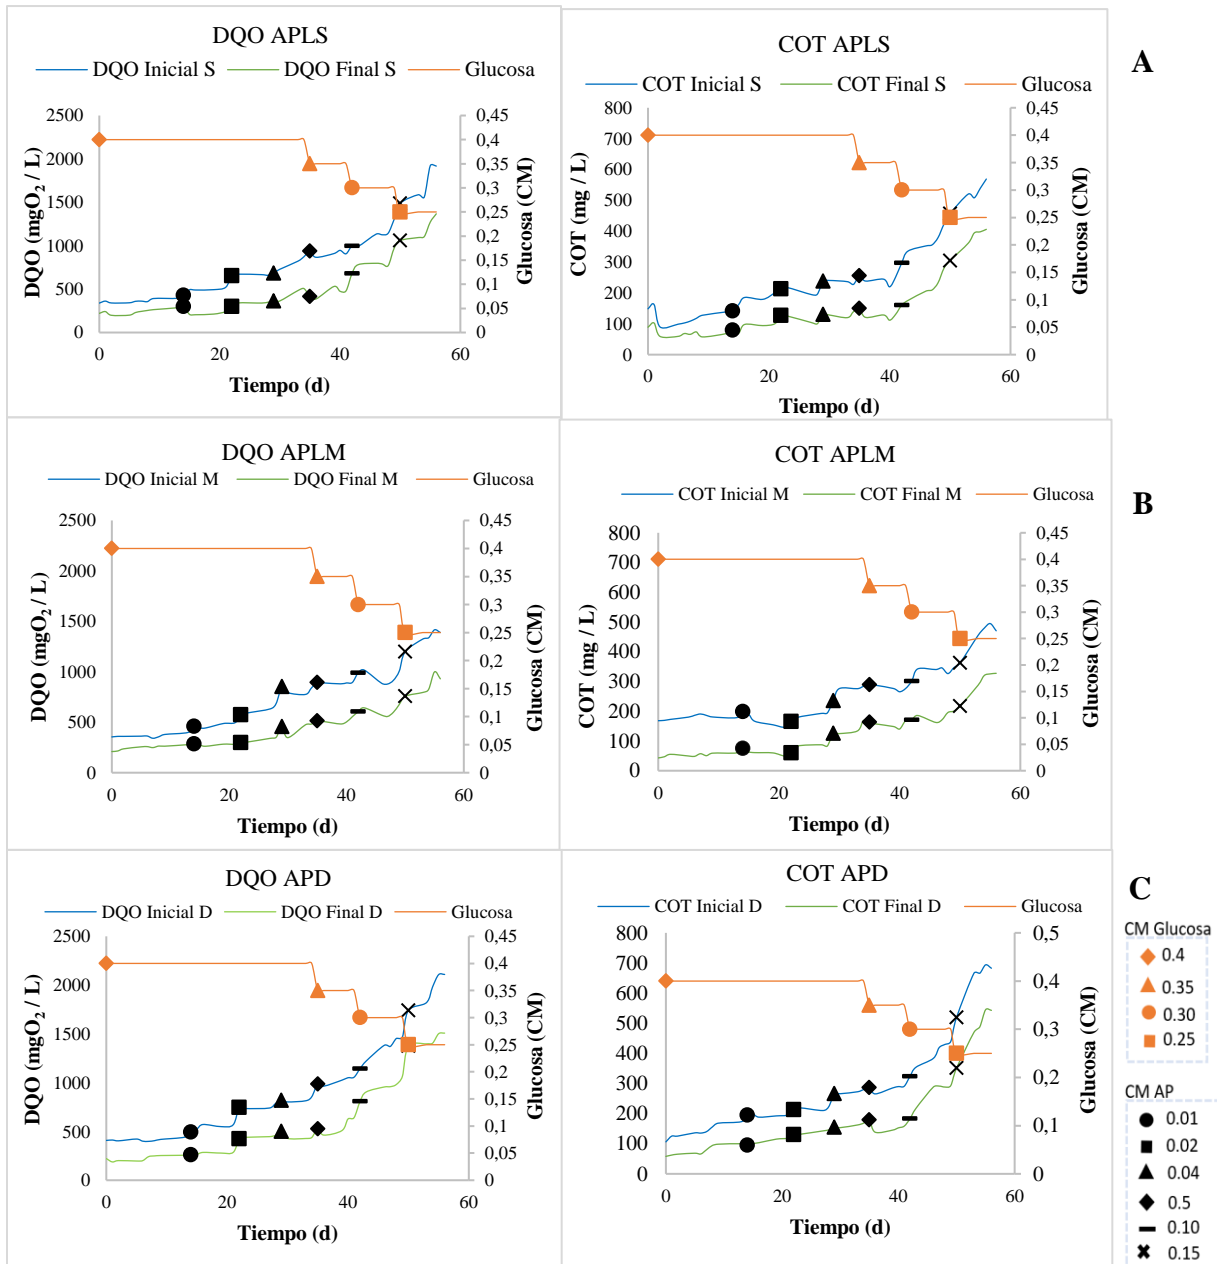 DQO APLS
DQO Inicial S DQO Final S Glucosa
2500
2000
1500
1000
500
0
DQO (mgO2 / L)
0,45
0,4
0,35
0,3
0,25
0,2
0,15
0,1
0,05
0
Glucosa (CM)
0 20 40 60
Tiempo (d)
COT APLS
COT Inicial S COT Final S Glucosa
800
700
600
500
400
300
200
100
0
COT (mg / L)
0,45
0,4
0,35
0,3
0,25
0,2
0,15
0,1
0,05
0
Glucosa (CM)
0 20 40 60
Tiempo (d)
A
DQO APLM
DQO Inicial M DQO Final M Glucosa
2500
2000
1500
1000
500
0
DQO (mgO2 / L)
0,45
0,4
0,35
0,3
0,25
0,2
0,15
0,1
0,05
0
Glucosa (CM)
0 20 40 60
Tiempo (d)
COT APLM
COT Inicial M COT Final M Glucosa
800
700
600
500
400
300
200
100
0
COT (mg / L)
0,45
0,4
0,35
0,3
0,25
0,2
0,15
0,1
0,05
0
Glucosa (CM)
0 20 40 60
Tiempo (d)
B
DQO APD
DQO Inicial D DQO Final D Glucosa
2500
2000
1500
1000
500
0
DQO (mgO2 / L)
0,45
0,4
0,35
0,3
0,25
0,2
0,15
0,1
0,05
0
Glucosa (CM)
0 20 40 60
Tiempo (d)
COT APD
COT Inicial D COT Final D Glucosa
800
700
600
500
400
300
200
100
0
COT (mg / L)
0,5
0,4
0,3
0,2
0,1
0
Glucosa (CM)
0 20 40 60
Tiempo (d)
C
CM Glucosa
0.4
0.35
0.30
0.25
CM AP
0.01
0.02
0.04
0.5
0.10
0.15